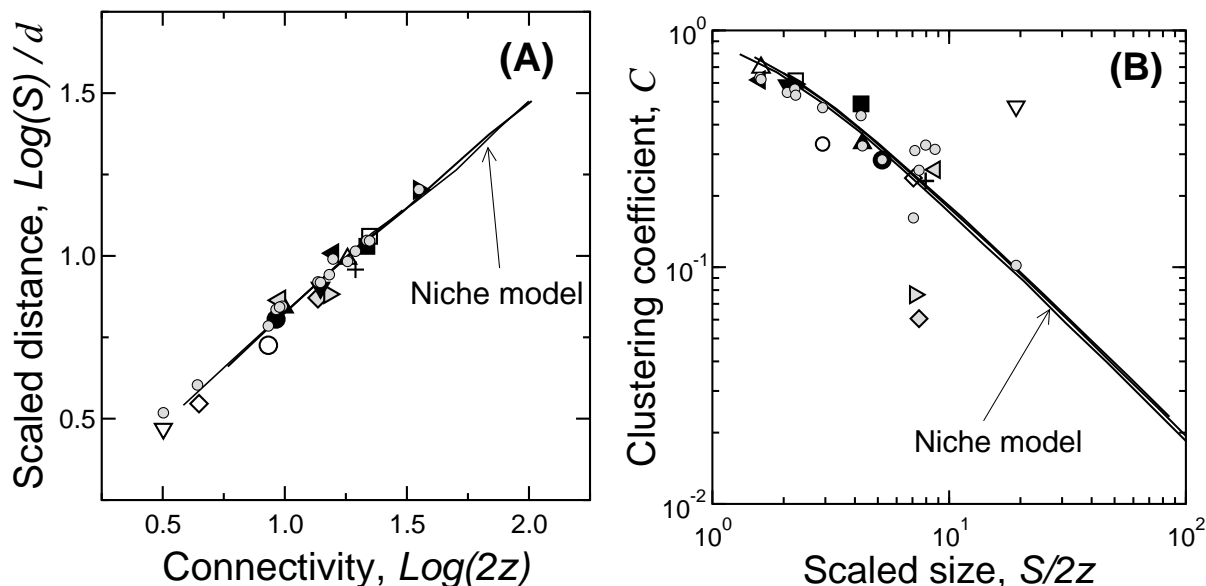 (A)
Scaled distance, Log(S) / d
1.5
1.0
0.5
Niche model
0.5 1.0 1.5 2.0
Connectivity, Log(2z)
(B)
Clustering coefficient, C
10^0
10^-1
10^-2
Niche model
10^0 10^1 10^2
Scaled size, S/2z